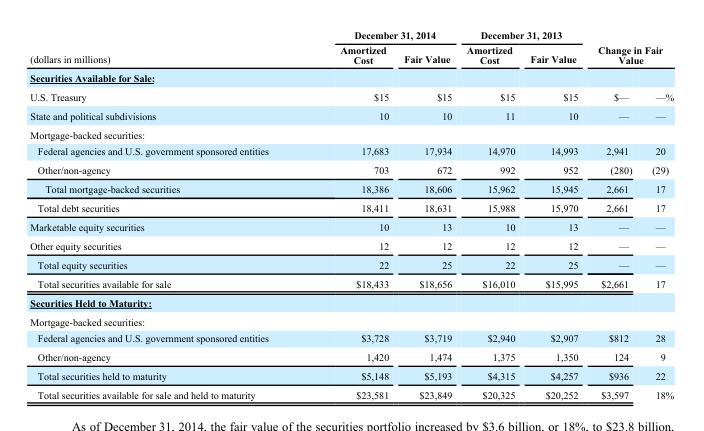 December 31, 2014 December 31, 2013
(dollars in millions) Amortized Cost Fair Value Amortized Cost Fair Value Change in Fair Value
Securities Available for Sale:
U.S. Treasury $15 $15 $15 $15 $— —%
State and political subdivisions 10 10 11 10 — —
Mortgage-backed securities:
Federal agencies and U.S. government sponsored entities 17,683 17,934 14,970 14,993 2,941 20
Other/non-agency 703 672 992 952 (280) (29)
Total mortgage-backed securities 18,386 18,606 15,962 15,945 2,661 17
Total debt securities 18,411 18,631 15,988 15,970 2,661 17
Marketable equity securities 10 13 10 13 — —
Other equity securities 12 12 12 12 — —
Total equity securities 22 25 22 25 — —
Total securities available for sale $18,433 $18,656 $16,010 $15,995 $2,661 17
Securities Held to Maturity:
Mortgage-backed securities:
Federal agencies and U.S. government sponsored entities $3,728 $3,719 $2,940 $2,907 $812 28
Other/non-agency 1,420 1,474 1,375 1,350 124 9
Total securities held to maturity $5,148 $5,193 $4,315 $4,257 $936 22
Total securities available for sale and held to maturity $23,581 $23,849 $20,325 $20,252 $3,597 18%
As of December 31, 2014, the fair value of the securities portfolio increased by $3.6 billion, or 18%, to $23.8 billion,